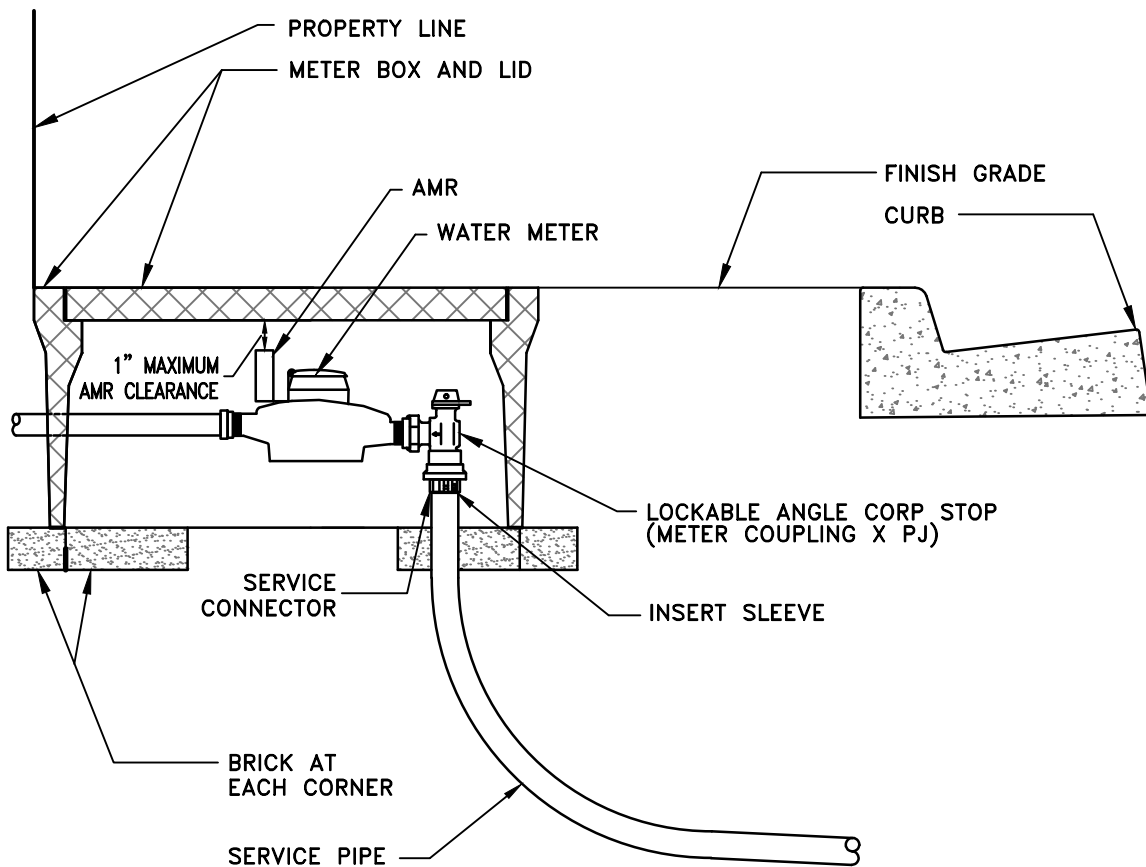 PROPERTY LINE
METER BOX AND LID
AMR
WATER METER
FINISH GRADE
CURB
1” MAXIMUM
AMR CLEARANCE
LOCKABLE ANGLE CORP STOP
(METER COUPLING X PJ)
SERVICE
CONNECTOR
INSERT SLEEVE
BRICK AT
EACH CORNER
SERVICE PIPE